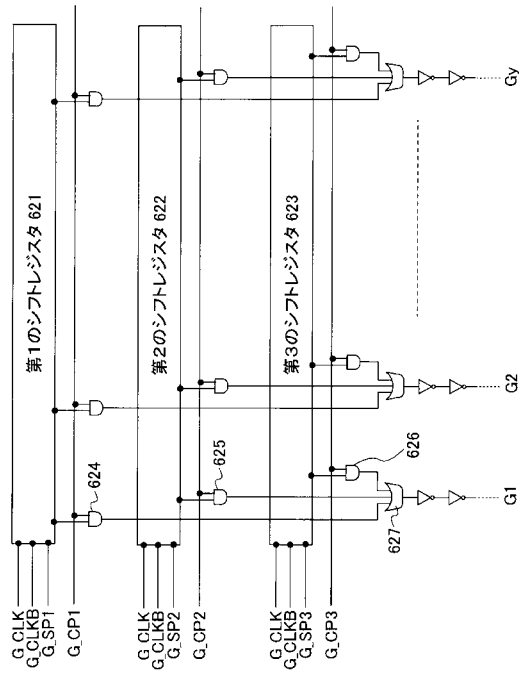 G_CLK
G_CLKB
G_SP1
G_CP1
第1のシフトレジスタ 621
624
G_CLK
G_CLKB
G_SP2
G_CP2
第2のシフトレジスタ 622
625
G_CLK
G_CLKB
G_SP3
G_CP3
第3のシフトレジスタ 623
626
627
G1
G2
Gy